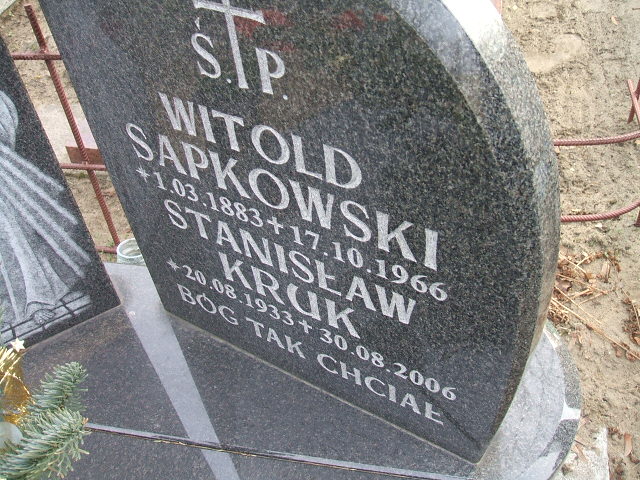 Ś.P.
WITOLD
SAPKOWSKI
*1.03.1883+17.10.1966
STANISŁAW
KRUK
*20.08.1933+30.08.2006
BÓG TAK CHCIAŁ